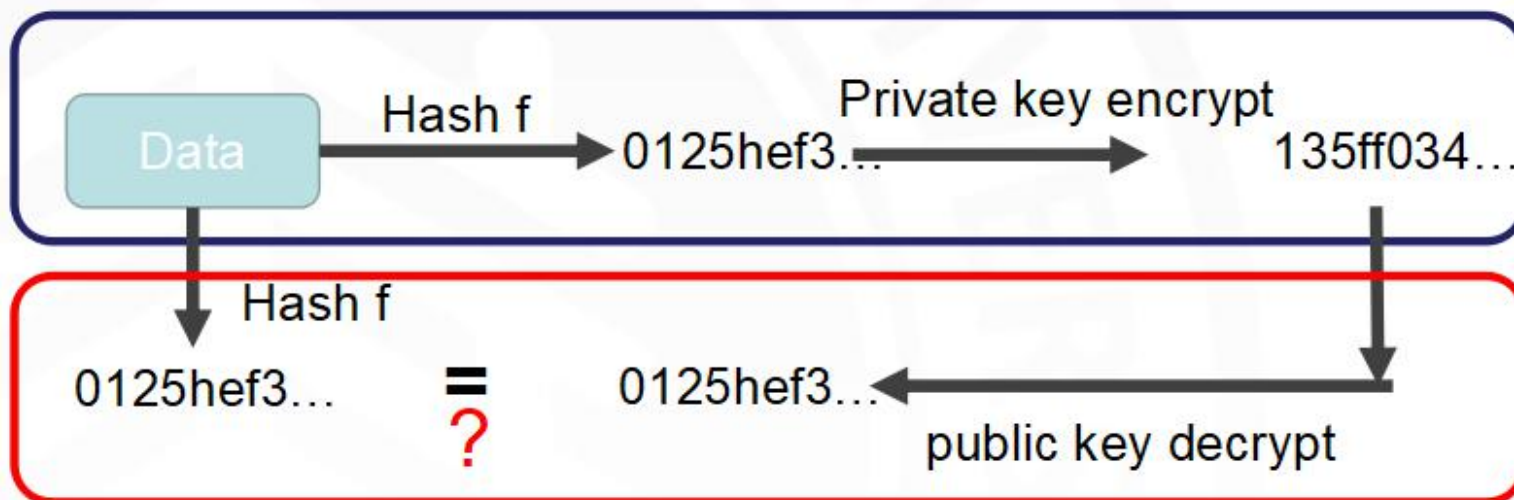 Data
Hash f
0125hef3...
Private key encrypt
135ff034...
Hash f
0125hef3...
=
?
0125hef3...
public key decrypt